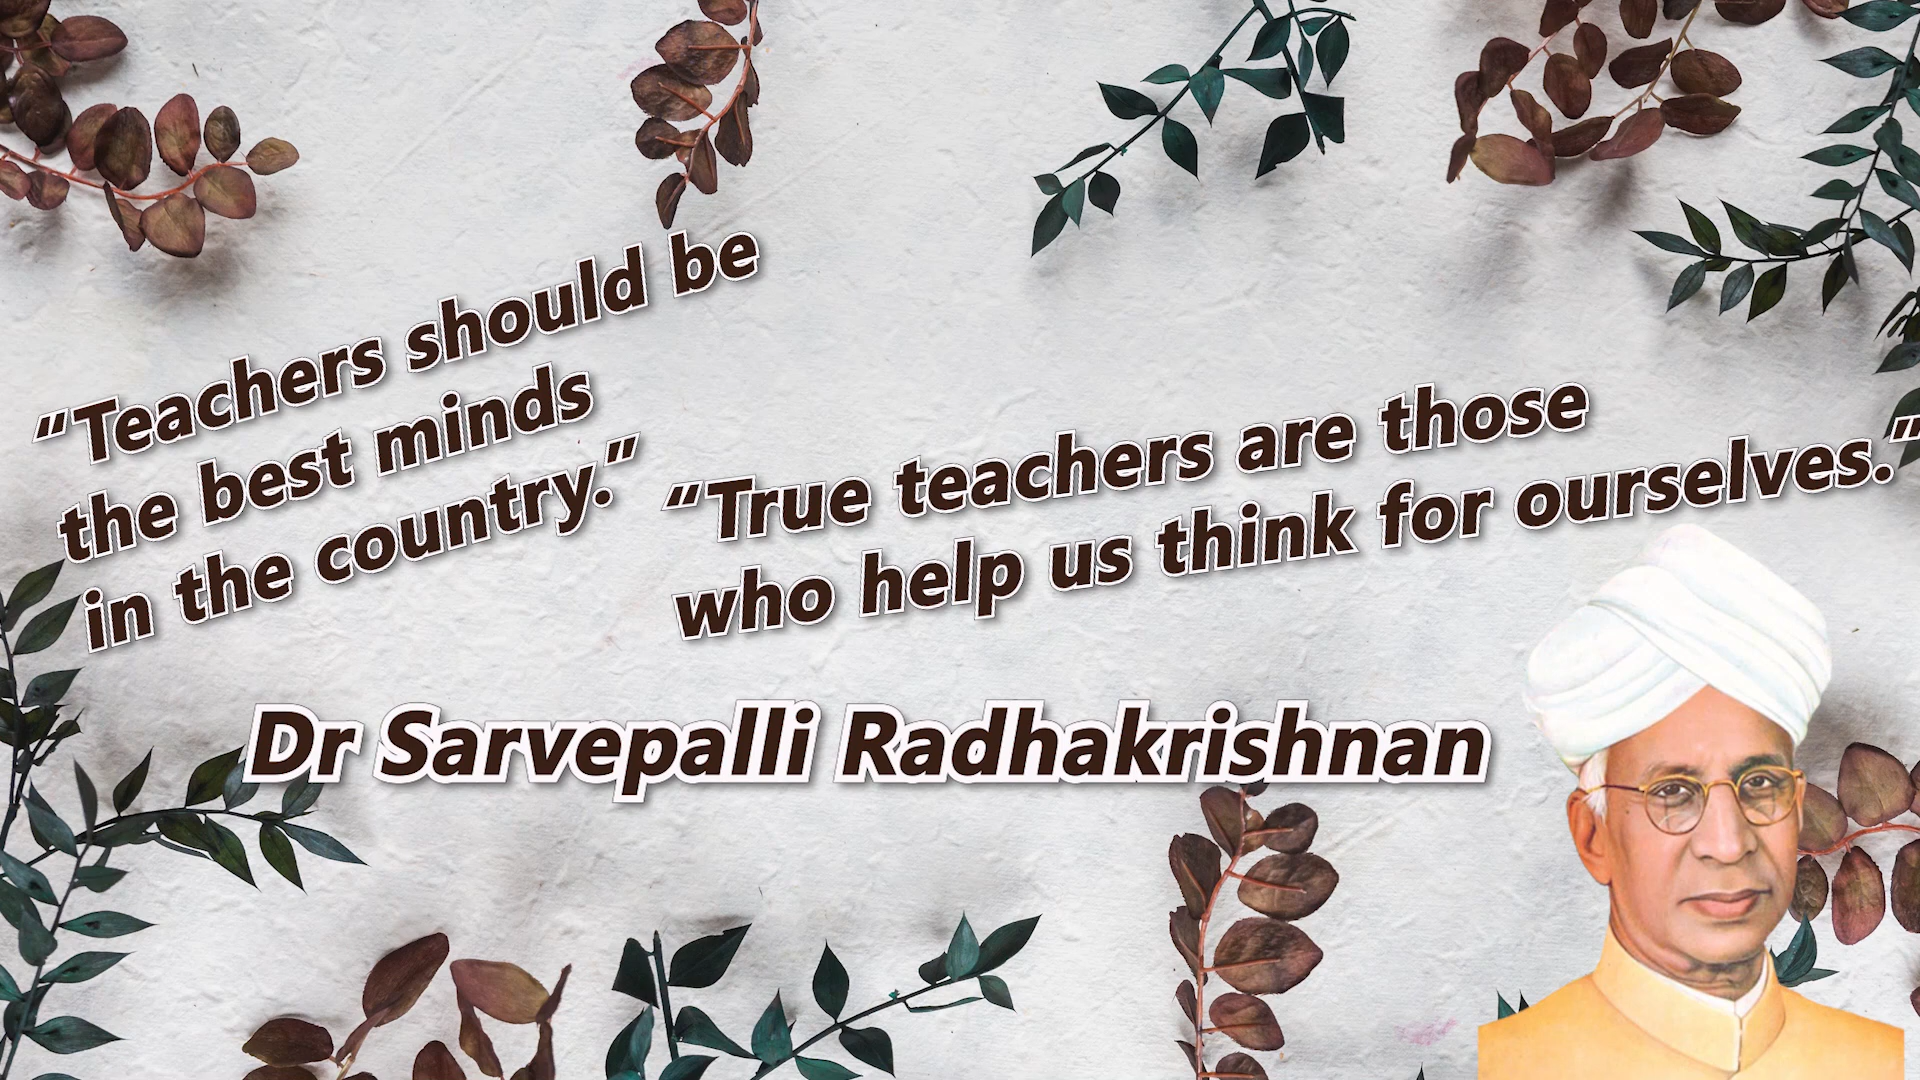 “Teachers should be
the best minds
in the country.”
“True teachers are those
who help us think for ourselves.”
Dr Sarvepalli Radhakrishnan